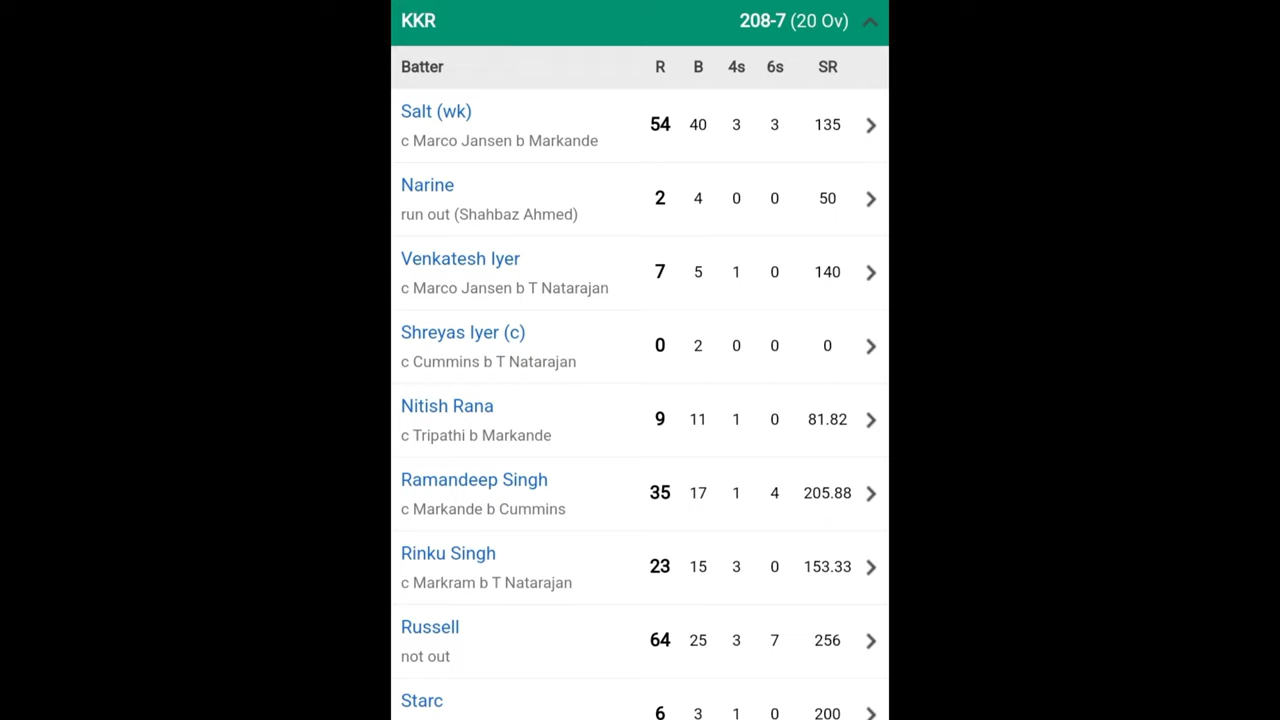 KKR 208-7 (20 Ov)
Batter R B 4s 6s SR
Salt (wk) 54 40 3 3 135
c Marco Jansen b Markande
Narine 2 4 0 0 50
run out (Shahbaz Ahmed)
Venkatesh Iyer 7 5 1 0 140
c Marco Jansen b T Natarajan
Shreyas Iyer (c) 0 2 0 0 0
c Cummins b T Natarajan
Nitish Rana 9 11 1 0 81.82
c Tripathi b Markande
Ramandeep Singh 35 17 1 4 205.88
c Markande b Cummins
Rinku Singh 23 15 3 0 153.33
c Markram b T Natarajan
Russell 64 25 3 7 256
not out
Starc 6 3 1 0 200